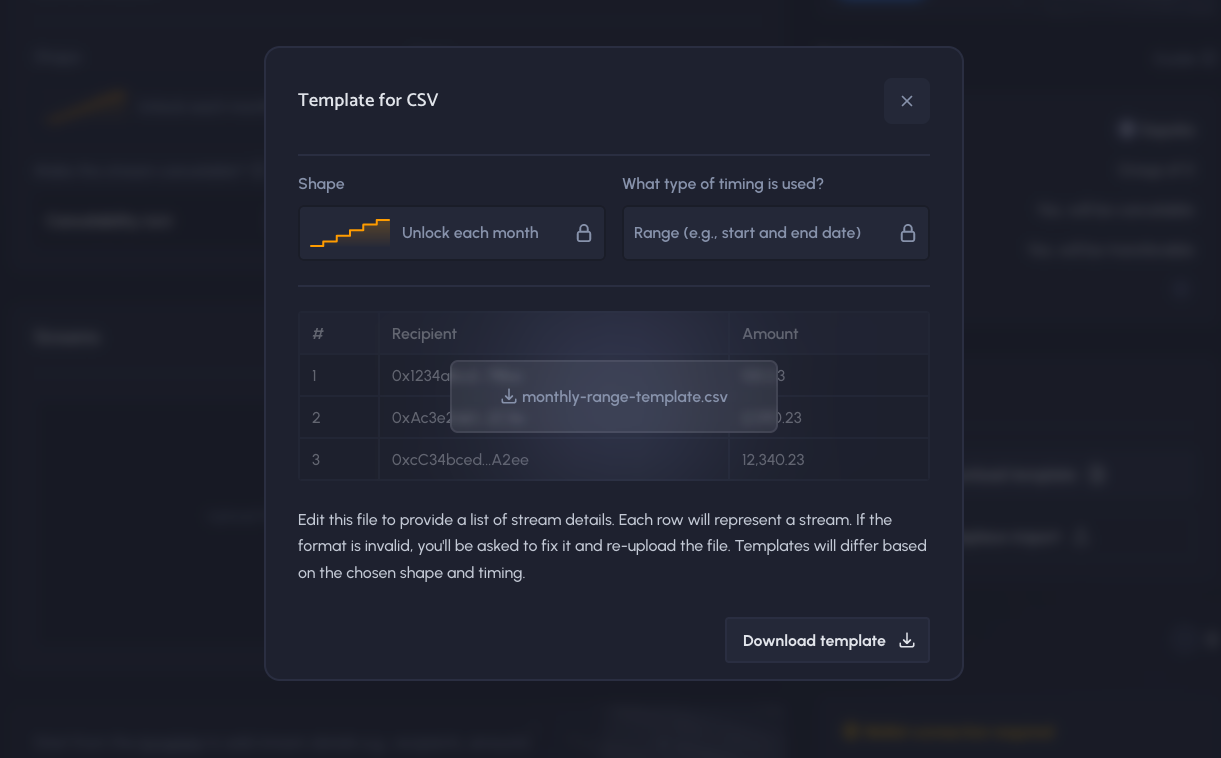 Template for CSV
Shape
What type of timing is used?
Unlock each month
Range (e.g., start and end date)
# Recipient Amount
1 0x1234a 3
2 0xAc3e2 0.23
monthly-range-template.csv
3 0xcC34bced...A2ee 12,340.23
Edit this file to provide a list of stream details. Each row will represent a stream. If the
format is invalid, you'll be asked to fix it and re-upload the file. Templates will differ based
on the chosen shape and timing.
Download template